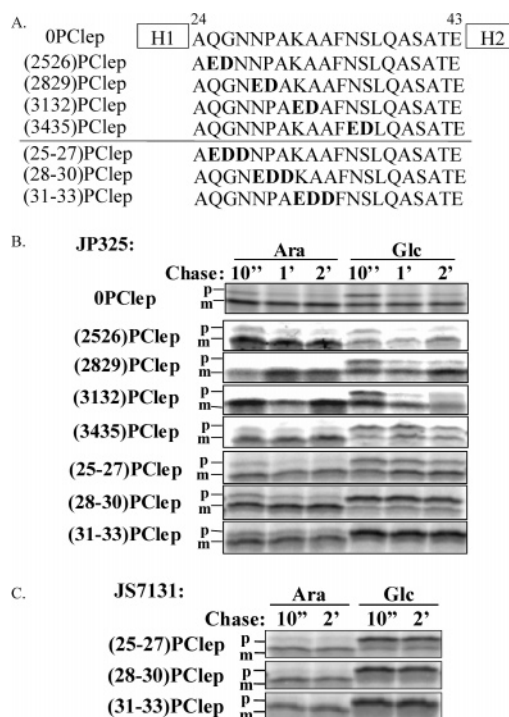 A.
24 43
0PClep H1 AQGNNPAKAAFNSLQASATE H2
(2526)PClep AEDNNPAKAAFNSLQASATE
(2829)PClep AQGNEDAKAAFNSLQASATE
(3132)PClep AQGNNPAEDAFNSLQASATE
(3435)PClep AQGNNPAKAAFEDLQASATE
(25-27)PClep AEDDNPAKAAFNSLQASATE
(28-30)PClep AQGNEDDKAAFNSLQASATE
(31-33)PClep AQGNNPAEDDFNSLQASATE
B. JP325:
Ara Glc
Chase: 10'' 1' 2' 10'' 1' 2'
0PClep p m
(2526)PClep p m
(2829)PClep p m
(3132)PClep p m
(3435)PClep p m
(25-27)PClep p m
(28-30)PClep p m
(31-33)PClep p m
C. JS7131:
Ara Glc
Chase: 10'' 2' 10'' 2'
(25-27)PClep p m
(28-30)PClep p m
(31-33)PClep p m